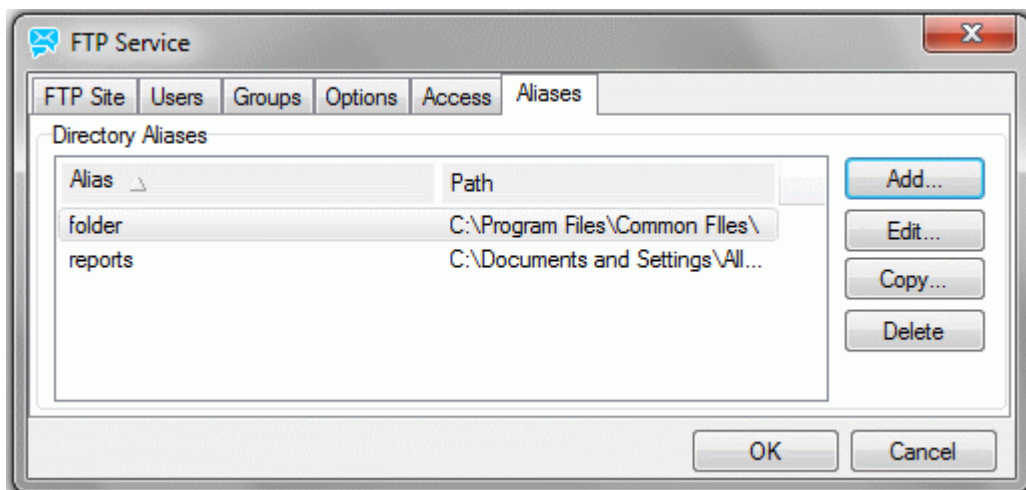 FTP Service
FTP Site Users Groups Options Access Aliases
Directory Aliases
Alias Path
folder C:\Program Files\Common FIles\
reports C:\Documents and Settings\All...
Add...
Edit...
Copy...
Delete
OK Cancel